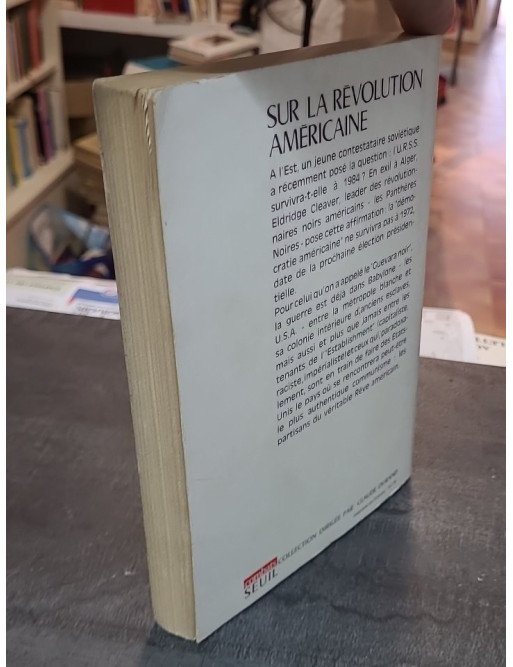 SUR LA RÉVOLUTION
AMÉRICAINE
A l'Est, un jeune contestataire soviétique
a récemment posé la question : l'U.R.S.S.
survivra-t-elle à 1984 ? En exil à Alger,
Eldridge Cleaver, leader des révolution-
naires noirs américains - les Panthères
Noires - pose cette affirmation : la "démo-
cratie américaine" ne survivra pas à 1972,
date de la prochaine élection présiden-
tielle.
Pour celui qu'on a appelé le "Guevara noir",
la guerre est déjà dans Babylone - les
U.S.A. - entre la métropole blanche et
sa colonie intérieure d'anciens esclaves,
mais aussi et plus que jamais entre les
tenants de l'"Establishment" (capitaliste,
raciste, impérialiste) et ceux qui, paradoxa-
lement, sont en train de faire des États-
Unis le pays où se rencontrera peut-être
le plus authentique communisme : les
partisans du véritable Rêve américain.
combats COLLECTION DIRIGÉE PAR CLAUDE DURAND
SEUIL